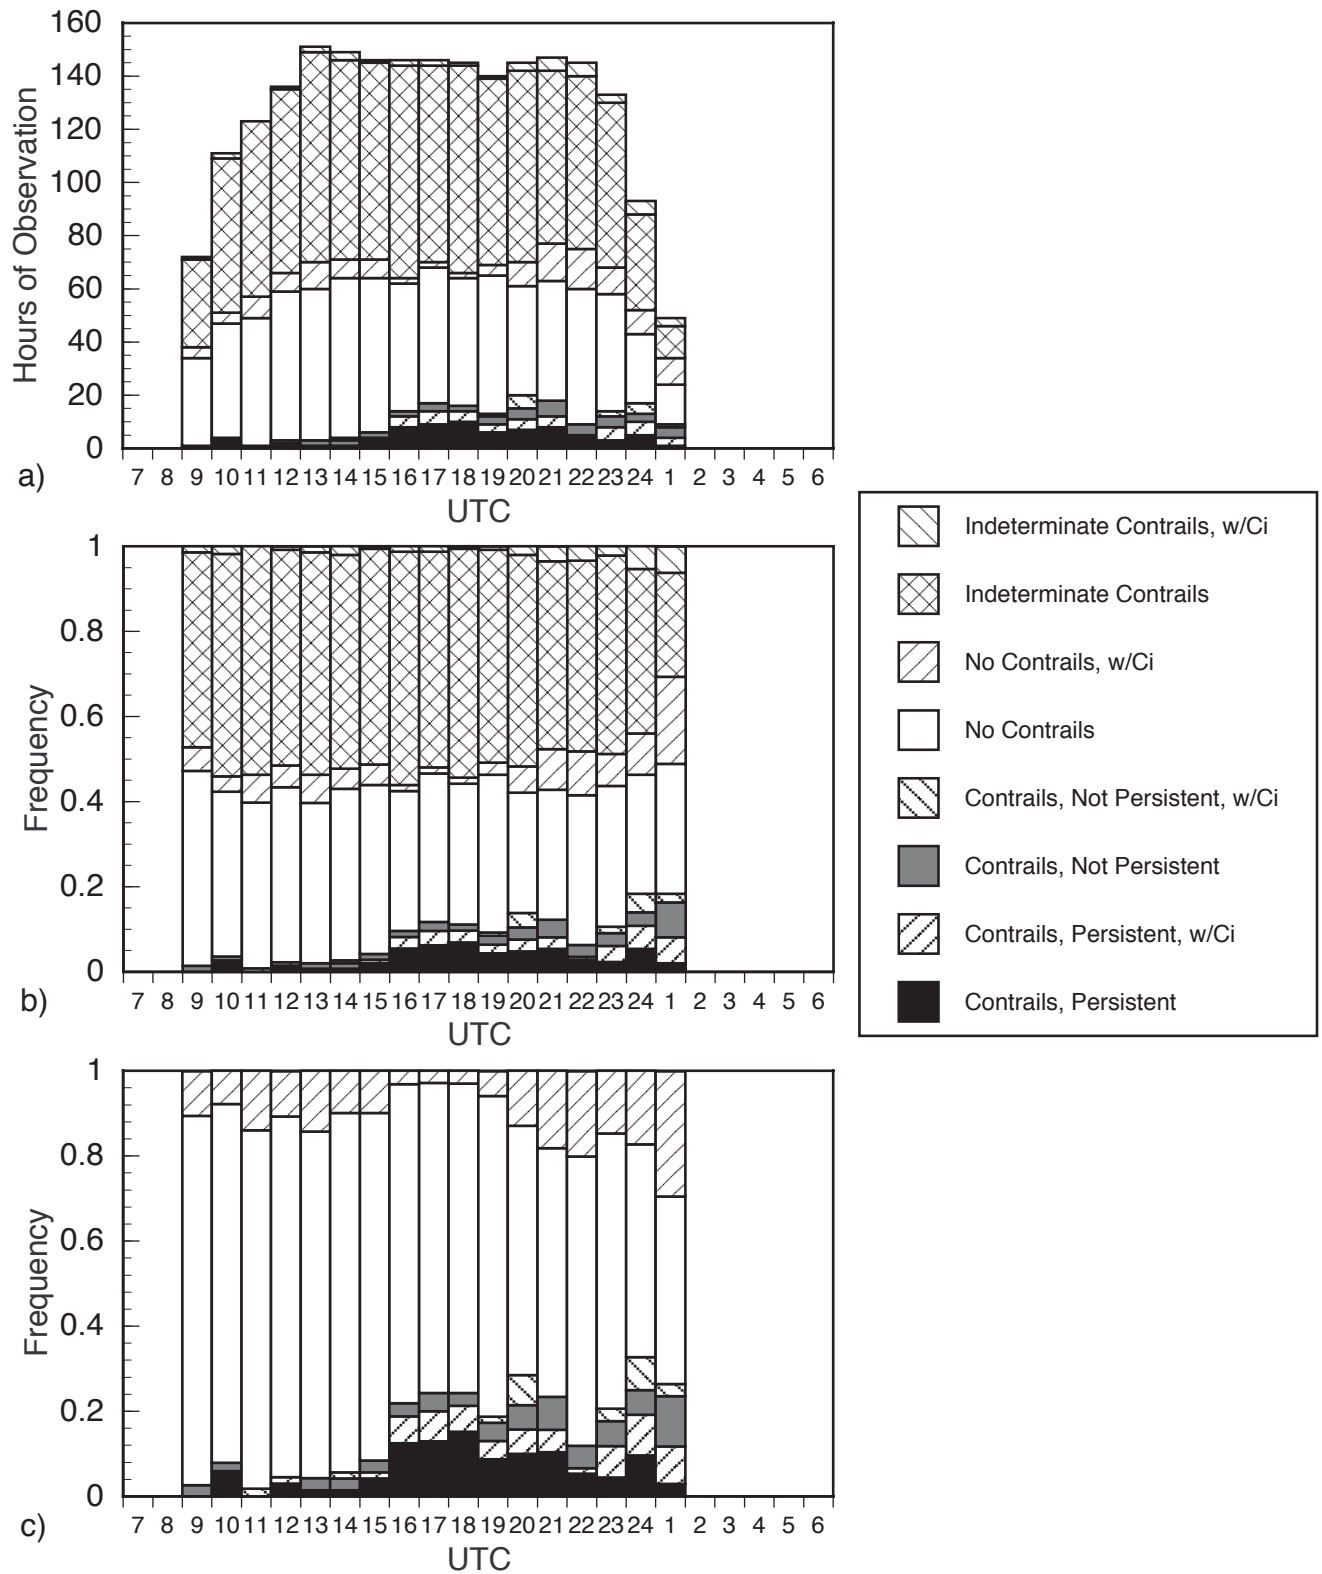 160
140
120
100
80
60
40
20
0
Hours of Observation
7 8 9 10 11 12 13 14 15 16 17 18 19 20 21 22 23 24 1 2 3 4 5 6
a)
UTC
1
0.8
0.6
0.4
0.2
0
Frequency
7 8 9 10 11 12 13 14 15 16 17 18 19 20 21 22 23 24 1 2 3 4 5 6
b)
UTC
Indeterminate Contrails, w/Ci
Indeterminate Contrails
No Contrails, w/Ci
No Contrails
Contrails, Not Persistent, w/Ci
Contrails, Not Persistent
Contrails, Persistent, w/Ci
Contrails, Persistent
1
0.8
0.6
0.4
0.2
0
Frequency
7 8 9 10 11 12 13 14 15 16 17 18 19 20 21 22 23 24 1 2 3 4 5 6
c)
UTC